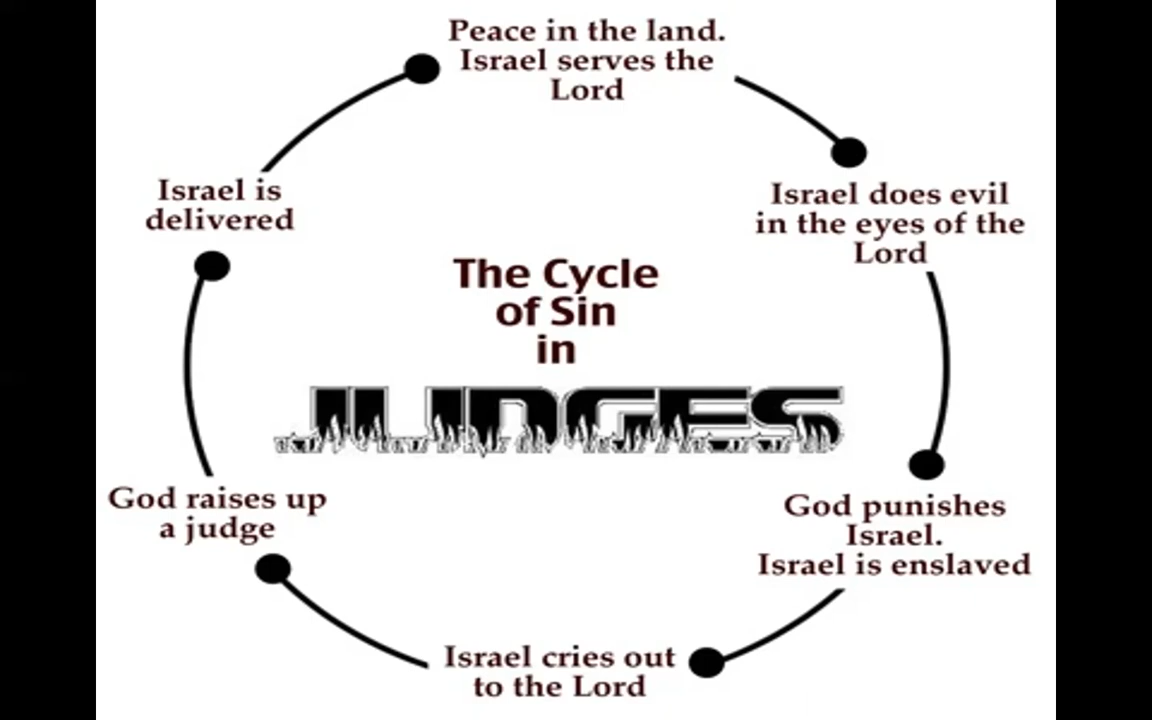 Peace in the land.
Israel serves the
Lord
Israel does evil
in the eyes of the
Lord
God punishes
Israel.
Israel is enslaved
Israel cries out
to the Lord
God raises up
a judge
Israel is
delivered
The Cycle
of Sin
in
JUDGES